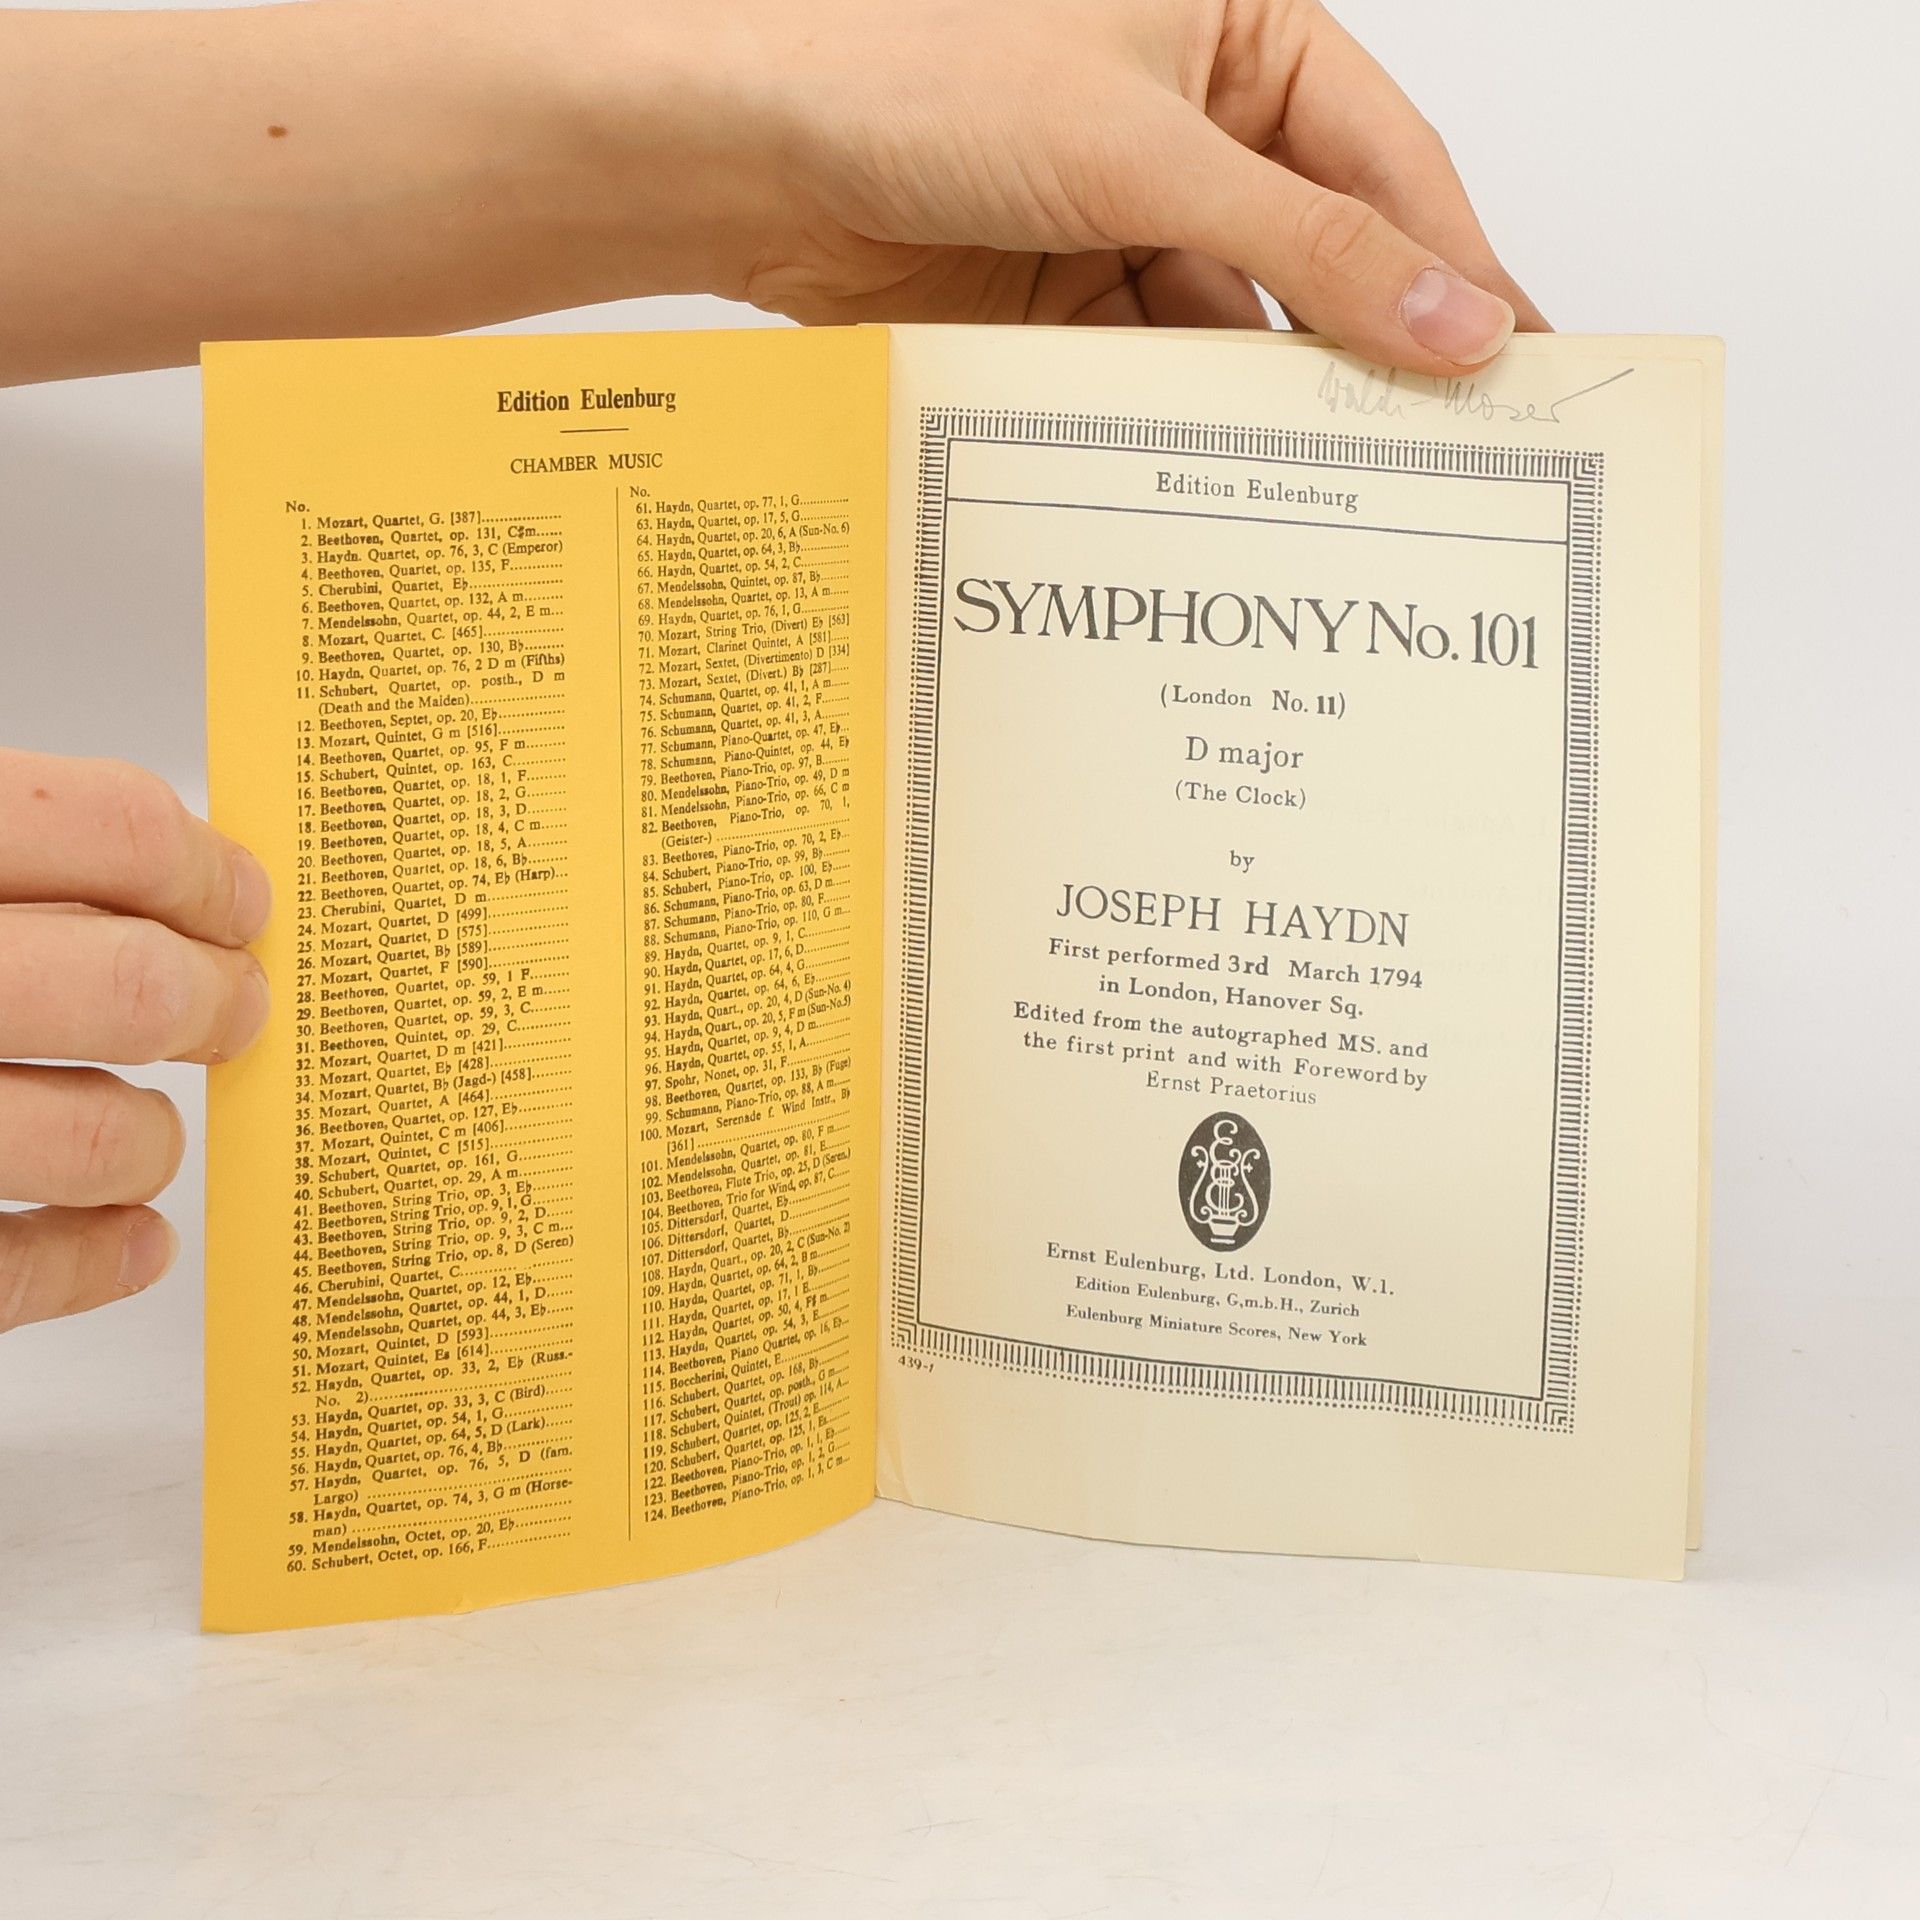 Edition Eulenburg
CHAMBER MUSIC
No.
1. Mozart, Quartet, G. [387]
2. Beethoven, Quartet, op. 131, C♯m
3. Haydn. Quartet, op. 76, 3, C (Emperor)
4. Beethoven, Quartet, op. 135, F
5. Cherubini, Quartet, E♭
6. Beethoven, Quartet, op. 132, A m
7. Mendelssohn, Quartet, op. 44, 2, E m
8. Mozart, Quartet, C. [465]
9. Beethoven, Quartet, op. 130, B♭
10. Haydn, Quartet, op. 76, 2 D m (Fifths)
11. Schubert, Quartet, op. posth., D m
(Death and the Maiden)
12. Beethoven, Septet, op. 20, E♭
13. Mozart, Quintet, G m [516]
14. Beethoven, Quartet, op. 95, F m
15. Schubert, Quintet, op. 163, C
16. Beethoven, Quartet, op. 18, 1, F
17. Beethoven, Quartet, op. 18, 2, G
18. Beethoven, Quartet, op. 18, 3, D
19. Beethoven, Quartet, op. 18, 4, C m
20. Beethoven, Quartet, op. 18, 5, A
21. Beethoven, Quartet, op. 18, 6, B♭
22. Beethoven, Quartet, op. 74, E♭ (Harp)
23. Cherubini, Quartet, D m
24. Mozart, Quartet, D [499]
25. Mozart, Quartet, D [575]
26. Mozart, Quartet, B♭ [589]
27. Mozart, Quartet, F [590]
28. Beethoven, Quartet, op. 59, 1 F
29. Beethoven, Quartet, op. 59, 2, E m
30. Beethoven, Quartet, op. 59, 3, C
31. Beethoven, Quintet, op. 29, C
32. Mozart, Quartet, D m [421]
33. Mozart, Quartet, E♭ [428]
34. Mozart, Quartet, B♭ (Jagd-) [458]
35. Mozart, Quartet, A [464]
36. Beethoven, Quartet, op. 127, E♭
37. Mozart, Quintet, C m [406]
38. Mozart, Quintet, C [515]
39. Schubert, Quartet, op. 161, G
40. Schubert, Quartet, op. 29, A m
41. Beethoven, String Trio, op. 3, E♭
42. Beethoven, String Trio, op. 9, 1, G
43. Beethoven, String Trio, op. 9, 2, D
44. Beethoven, String Trio, op. 9, 3, C m
45. Beethoven, String Trio, op. 8, D (Seren)
46. Cherubini, Quartet, C
47. Mendelssohn, Quartet, op. 12, E♭
48. Mendelssohn, Quartet, op. 44, 1, D
49. Mendelssohn, Quartet, op. 44, 3, E♭
50. Mozart, Quintet, D [593]
51. Mozart, Quintet, Es [614]
52. Haydn, Quartet, op. 33, 2, E♭ (Russ.-
No. 2)
53. Haydn, Quartet, op. 33, 3, C (Bird)
54. Haydn, Quartet, op. 54, 1, G
55. Haydn, Quartet, op. 64, 5, D (Lark)
56. Haydn, Quartet, op. 76, 4, B♭
57. Haydn, Quartet, op. 76, 5, D (fam.
Largo)
58. Haydn, Quartet, op. 74, 3, G m (Horse-
man)
59. Mendelssohn, Octet, op. 20, E♭
60. Schubert, Octet, op. 166, F
No.
61. Haydn, Quartet, op. 77, 1, G
63. Haydn, Quartet, op. 17, 5, G
64. Haydn, Quartet, op. 20, 6, A (Sun-No. 6)
65. Haydn, Quartet, op. 64, 3, B♭
66. Haydn, Quartet, op. 54, 2, C
67. Mendelssohn, Quintet, op. 87, B♭
68. Mendelssohn, Quartet, op. 13, A m
69. Haydn, Quartet, op. 76, 1, G
70. Mozart, String Trio, (Divert) E♭ [563]
71. Mozart, Clarinet Quintet, A [581]
72. Mozart, Sextet, (Divertimento) D [334]
73. Mozart, Sextet, (Divert.) B♭ [287]
74. Schumann, Quartet, op. 41, 1, A m
75. Schumann, Quartet, op. 41, 2, F
76. Schumann, Quartet, op. 41, 3, A
77. Schumann, Piano-Quartet, op. 47, E♭
78. Schumann, Piano-Quintet, op. 44, E♭
79. Beethoven, Piano-Trio, op. 97, B
80. Mendelssohn, Piano-Trio, op. 49, D m
81. Mendelssohn, Piano-Trio, op. 66, C m
82. Beethoven, Piano-Trio, op. 70, 1,
(Geister-)
83. Beethoven, Piano-Trio, op. 70, 2, E♭
84. Schubert, Piano-Trio, op. 99, B♭
85. Schubert, Piano-Trio, op. 100, E♭
86. Schumann, Piano-Trio, op. 63, D m
87. Schumann, Piano-Trio, op. 80, F
88. Schumann, Piano-Trio, op. 110, G m
89. Haydn, Quartet, op. 9, 1, C
90. Haydn, Quartet, op. 17, 6, D
91. Haydn, Quartet, op. 64, 4, G
92. Haydn, Quartet, op. 64, 6, E♭
93. Haydn, Quart., op. 20, 4, D (Sun-No. 4)
94. Haydn, Quart., op. 20, 5, F m (Sun-No.5)
95. Haydn, Quartet, op. 9, 4, D m
96. Haydn, Quartet, op. 55, 1, A
97. Spohr, Nonet, op. 31, F
98. Beethoven, Quartet, op. 133, B♭ (Fuge)
99. Schumann, Piano-Trio, op. 88, A m
100. Mozart, Serenade f. Wind Instr., B♭
[361]
101. Mendelssohn, Quartet, op. 80, F m
102. Mendelssohn, Quartet, op. 81, E
103. Beethoven, Flute Trio, op. 25, D (Seren.)
104. Beethoven, Trio for Wind, op. 87, C
105. Dittersdorf, Quartet, E♭
106. Dittersdorf, Quartet, D
107. Dittersdorf, Quartet, B♭
108. Haydn, Quart., op. 20, 2, C (Sun-No. 2)
109. Haydn, Quartet, op. 64, 2, B m
110. Haydn, Quartet, op. 71, 1, B♭
111. Haydn, Quartet, op. 17, 1 E
112. Haydn, Quartet, op. 50, 4, F♯ m
113. Haydn, Quartet, op. 54, 3, E
114. Beethoven, Piano Quartet, op. 16, E♭
115. Boccherini, Quintet, E
116. Schubert, Quartet, op. 168, B♭
117. Schubert, Quartet, op. posth., G m
118. Schubert, Quintet, (Trout) op. 114, A
119. Schubert, Quartet, op. 125, 2, E
120. Schubert, Quartet, op. 125, 1, Es
122. Beethoven, Piano-Trio, op. 1, 1, E♭
123. Beethoven, Piano-Trio, op. 1, 2, G
124. Beethoven, Piano-Trio, op. 1, 3, C m
Moser
Edition Eulenburg
SYMPHONY No. 101
(London No. 11)
D major
(The Clock)
by
JOSEPH HAYDN
First performed 3rd March 1794
in London, Hanover Sq.
Edited from the autographed MS. and
the first print and with Foreword by
Ernst Praetorius
Ernst Eulenburg, Ltd. London, W.1.
Edition Eulenburg, G,m.b.H., Zurich
Eulenburg Miniature Scores, New York
439-1